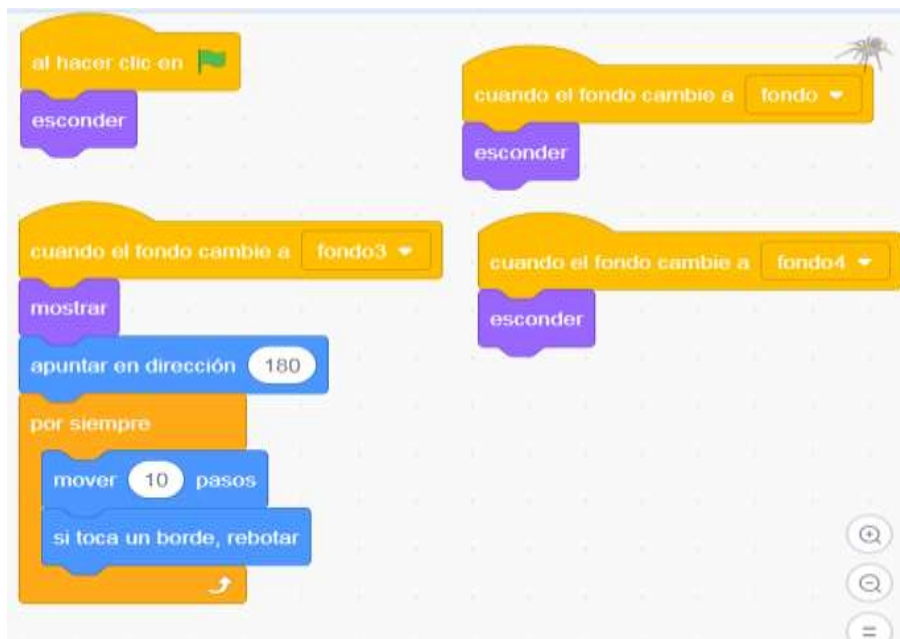 al hacer clic en
esconder
cuando el fondo cambie a fondo
esconder
cuando el fondo cambie a fondo3
mostrar
apuntar en dirección 180
por siempre
mover 10 pasos
si toca un borde, rebotar
cuando el fondo cambie a fondo4
esconder